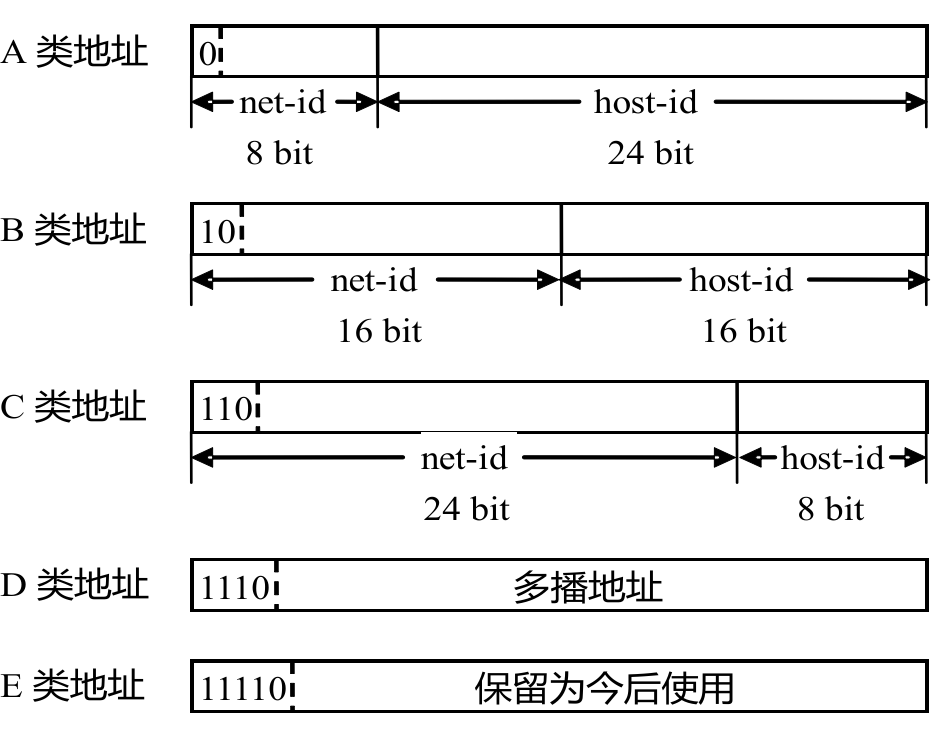 A 类地址
0
net-id
host-id
8 bit
24 bit
B 类地址
10
net-id
host-id
16 bit
16 bit
C 类地址
110
net-id
host-id
24 bit
8 bit
D 类地址
1110
多播地址
E 类地址
11110
保留为今后使用